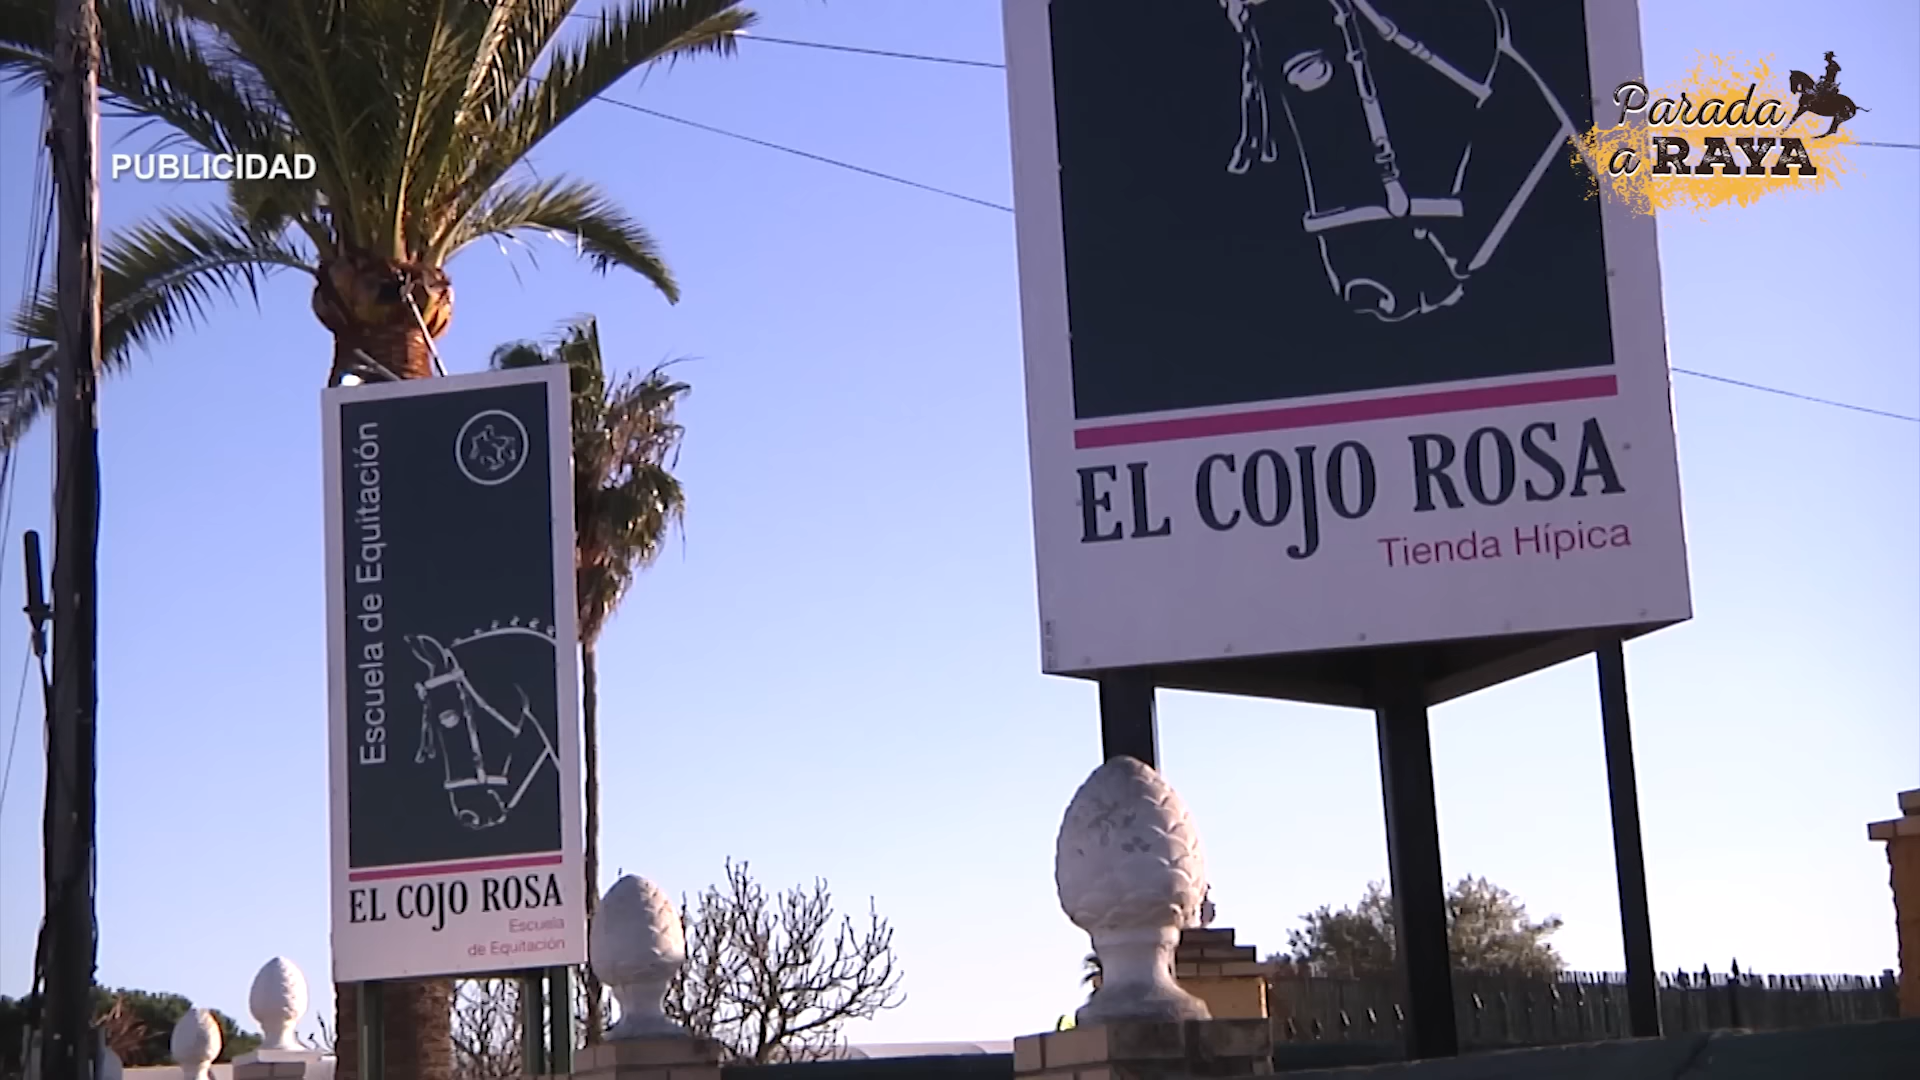 PUBLICIDAD
Parada
a RAYA
Escuela de Equitación
EL COJO ROSA
Escuela
de Equitación
EL COJO ROSA
Tienda Hípica